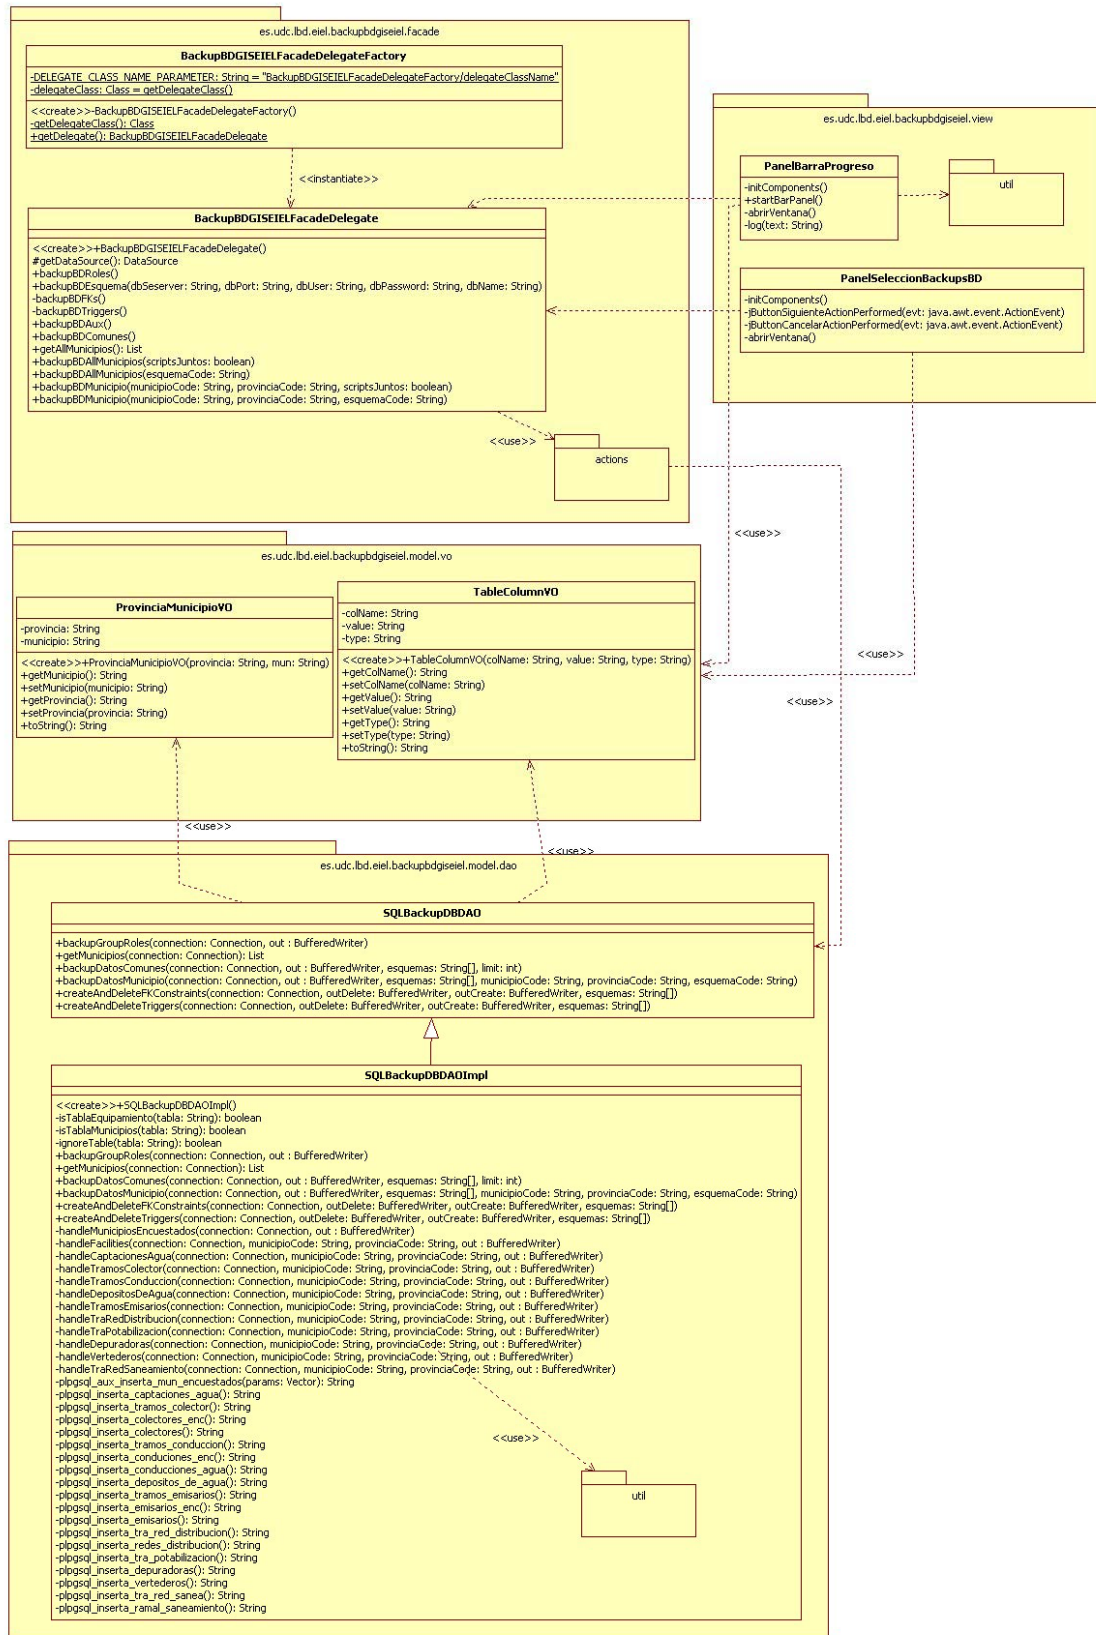 es.udc.lbd.eiel.backupbdgiseiel.facade
BackupBDGISEIELFacadeDelegateFactory
-DELEGATE_CLASS_NAME_PARAMETER: String = "BackupBDGISEIELFacadeDelegateFactory/delegateClassName"
-delegateClass: Class = getDelegateClass()
<<create>>-BackupBDGISEIELFacadeDelegateFactory()
-getDelegateClass(): Class
+getDelegate(): BackupBDGISEIELFacadeDelegate
<<instantiate>>
BackupBDGISEIELFacadeDelegate
<<create>>+BackupBDGISEIELFacadeDelegate()
#getDataSource(): DataSource
+backupBDRoles()
+backupBDEsquema(dbSeserver: String, dbPort: String, dbUser: String, dbPassword: String, dbName: String)
-backupBDFKs()
-backupBDTriggers()
+backupBDAux()
+backupBDComunes()
+getAllMunicipios(): List
+backupBDAllMunicipios(scriptsJuntos: boolean)
+backupBDAllMunicipios(esquemaCode: String)
+backupBDMunicipio(municipioCode: String, provinciaCode: String, scriptsJuntos: boolean)
+backupBDMunicipio(municipioCode: String, provinciaCode: String, esquemaCode: String)
<<use>>
actions
es.udc.lbd.eiel.backupbdgiseiel.view
PanelBarraProgreso
-initComponents()
+startBarPanel()
-abrirVentana()
-log(text: String)
util
PanelSeleccionBackupsBD
-initComponents()
-jButtonSiguienteActionPerformed(evt: java.awt.event.ActionEvent)
-jButtonCancelarActionPerformed(evt: java.awt.event.ActionEvent)
-abrirVentana()
<<use>>
<<use>>
<<use>>
es.udc.lbd.eiel.backupbdgiseiel.model.vo
ProvinciaMunicipioVO
-provincia: String
-municipio: String
<<create>>+ProvinciaMunicipioVO(provincia: String, mun: String)
+getMunicipio(): String
+setMunicipio(municipio: String)
+getProvincia(): String
+setProvincia(provincia: String)
+toString(): String
TableColumnVO
-colName: String
-value: String
-type: String
<<create>>+TableColumnVO(colName: String, value: String, type: String)
+getColName(): String
+setColName(colName: String)
+getValue(): String
+setValue(value: String)
+getType(): String
+setType(type: String)
+toString(): String
<<use>>
<<use>>
es.udc.lbd.eiel.backupbdgiseiel.model.dao
SQLBackupDBDAO
+backupGroupRoles(connection: Connection, out : BufferedWriter)
+getMunicipios(connection: Connection): List
+backupDatosComunes(connection: Connection, out : BufferedWriter, esquemas: String[], limit: int)
+backupDatosMunicipio(connection: Connection, out : BufferedWriter, esquemas: String[], municipioCode: String, provinciaCode: String, esquemaCode: String)
+createAndDeleteFKConstraints(connection: Connection, outDelete: BufferedWriter, outCreate: BufferedWriter, esquemas: String[])
+createAndDeleteTriggers(connection: Connection, outDelete: BufferedWriter, outCreate: BufferedWriter, esquemas: String[])
SQLBackupDBDAOImpl
<<create>>+SQLBackupDBDAOImpl()
-isTablaEquipamiento(tabla: String): boolean
-isTablaMunicipios(tabla: String): boolean
-ignoreTable(tabla: String): boolean
+backupGroupRoles(connection: Connection, out : BufferedWriter)
+getMunicipios(connection: Connection): List
+backupDatosComunes(connection: Connection, out : BufferedWriter, esquemas: String[], limit: int)
+backupDatosMunicipio(connection: Connection, out : BufferedWriter, esquemas: String[], municipioCode: String, provinciaCode: String, esquemaCode: String)
+createAndDeleteFKConstraints(connection: Connection, outDelete: BufferedWriter, outCreate: BufferedWriter, esquemas: String[])
+createAndDeleteTriggers(connection: Connection, outDelete: BufferedWriter, outCreate: BufferedWriter, esquemas: String[])
-handleMunicipiosEncuestados(connection: Connection, out : BufferedWriter)
-handleFacilities(connection: Connection, municipioCode: String, provinciaCode: String, out : BufferedWriter)
-handleCaptacionesAgua(connection: Connection, municipioCode: String, provinciaCode: String, out : BufferedWriter)
-handleTramosColector(connection: Connection, municipioCode: String, provinciaCode: String, out : BufferedWriter)
-handleTramosConduccion(connection: Connection, municipioCode: String, provinciaCode: String, out : BufferedWriter)
-handleDepositosDeAgua(connection: Connection, municipioCode: String, provinciaCode: String, out : BufferedWriter)
-handleTramosEmisarios(connection: Connection, municipioCode: String, provinciaCode: String, out : BufferedWriter)
-handleTraRedDistribucion(connection: Connection, municipioCode: String, provinciaCode: String, out : BufferedWriter)
-handleTraPotabilizacion(connection: Connection, municipioCode: String, provinciaCode: String, out : BufferedWriter)
-handleDepuradoras(connection: Connection, municipioCode: String, provinciaCode: String, out : BufferedWriter)
-handleVertederos(connection: Connection, municipioCode: String, provinciaCode: String, out : BufferedWriter)
-handleTraRedSaneamiento(connection: Connection, municipioCode: String, provinciaCode: String, out : BufferedWriter)
-plpgsql_aux_inserta_mun_encuestados(params: Vector): String
-plpgsql_inserta_captaciones_agua(): String
-plpgsql_inserta_tramos_colector(): String
-plpgsql_inserta_colectores_enc(): String
-plpgsql_inserta_colectores(): String
-plpgsql_inserta_tramos_conduccion(): String
-plpgsql_inserta_conduciones_enc(): String
-plpgsql_inserta_conducciones_agua(): String
-plpgsql_inserta_depositos_de_agua(): String
-plpgsql_inserta_tramos_emisarios(): String
-plpgsql_inserta_emisarios_enc(): String
-plpgsql_inserta_emisarios(): String
-plpgsql_inserta_tra_red_distribucion(): String
-plpgsql_inserta_redes_distribution(): String
-plpgsql_inserta_tra_potabilizacion(): String
-plpgsql_inserta_depuradoras(): String
-plpgsql_inserta_vertederos(): String
-plpgsql_inserta_tra_red_sanea(): String
-plpgsql_inserta_ramal_saneamiento(): String
<<use>>
util